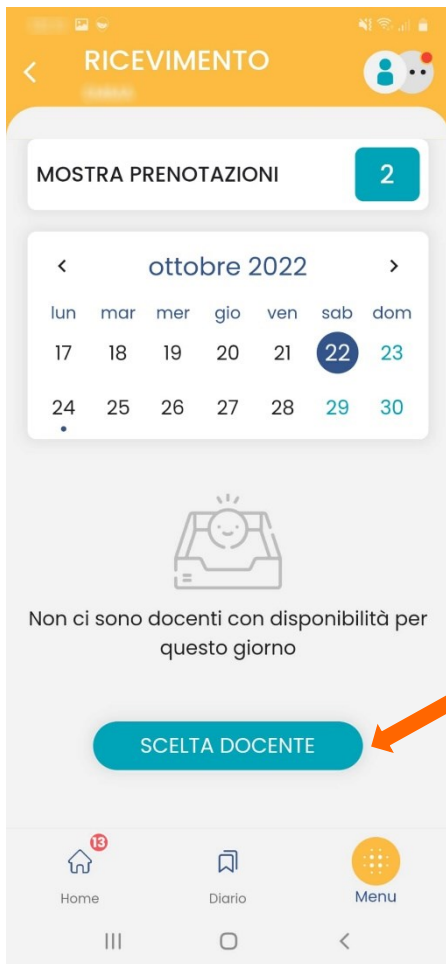 RICEVIMENTO
MOSTRA PRENOTAZIONI 2
ottobre 2022
lun mar mer gio ven sab dom
17 18 19 20 21 22 23
24 25 26 27 28 29 30
Non ci sono docenti con disponibilità per
questo giorno
SCELTA DOCENTE
13
Home Diario Menu